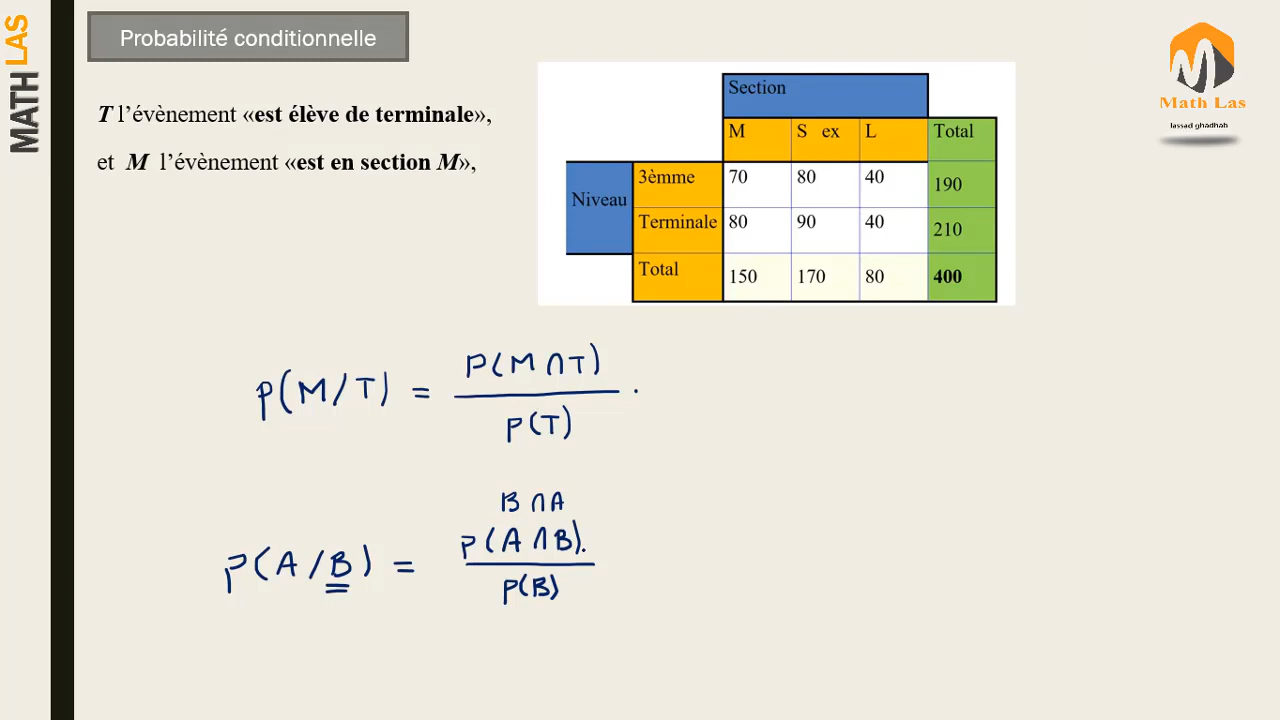 MATH LAS
Probabilité conditionnelle
T l’évènement «est élève de terminale»,
et M l’évènement «est en section M»,
Section
M S ex L Total
Niveau
3èmme 70 80 40 190
Terminale 80 90 40 210
Total 150 170 80 400
Math Las
lassad ghadhab
P(M/T) = P(M∩T)
P(T)
B∩A
P(A/B) = P(A∩B).
P(B)